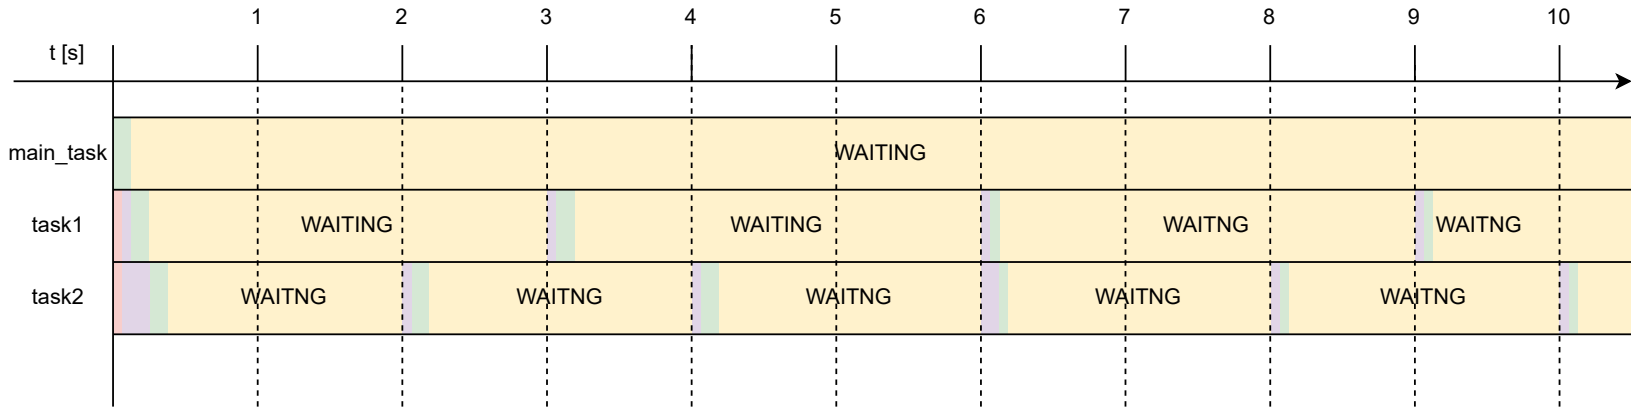 1 2 3 4 5 6 7 8 9 10
t [s]
main_task WAITING
task1 WAITING WAITING WAITNG WAITNG
task2 WAITNG WAITNG WAITNG WAITNG WAITNG